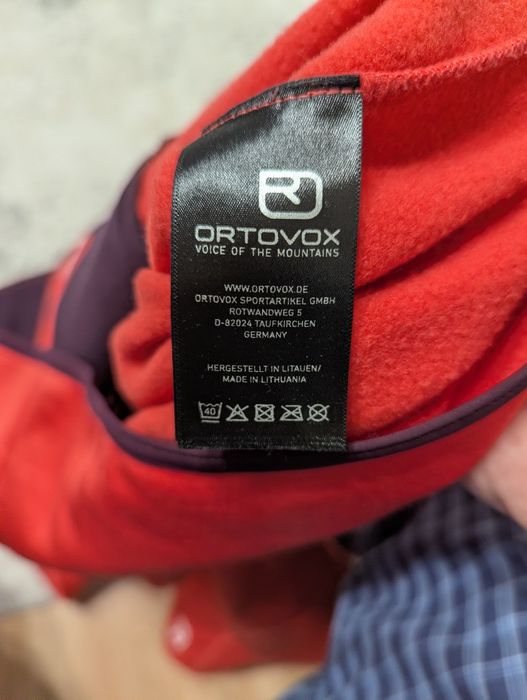 ORTOVOX
VOICE OF THE MOUNTAINS
WWW.ORTOVOX.DE
ORTOVOX SPORTARTIKEL GMBH
ROTWANDWEG 5
D-82024 TAUFKIRCHEN
GERMANY
HERGESTELLT IN LITAUEN/
MADE IN LITHUANIA
40